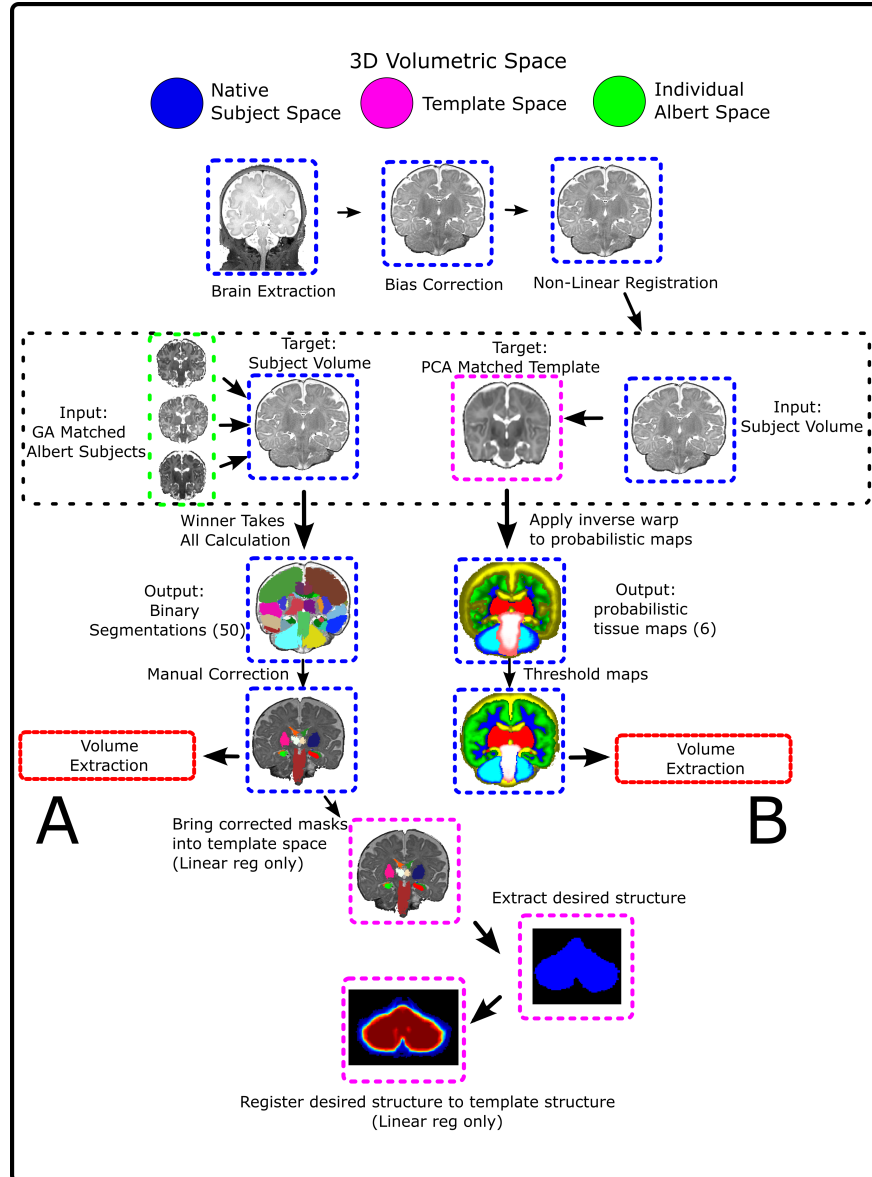 3D Volumetric Space
Native
Subject Space
Template Space
Individual
Albert Space
Brain Extraction
Bias Correction
Non-Linear Registration
Input:
GA Matched
Albert Subjects
Target:
Subject Volume
Target:
PCA Matched Template
Input:
Subject Volume
Winner Takes
All Calculation
Apply inverse warp
to probabilistic maps
Output:
Binary
Segmentations (50)
Output:
probabilistic
tissue maps (6)
Manual Correction
Threshold maps
Volume
Extraction
Volume
Extraction
A
B
Bring corrected masks
into template space
(Linear reg only)
Extract desired structure
Register desired structure to template structure
(Linear reg only)